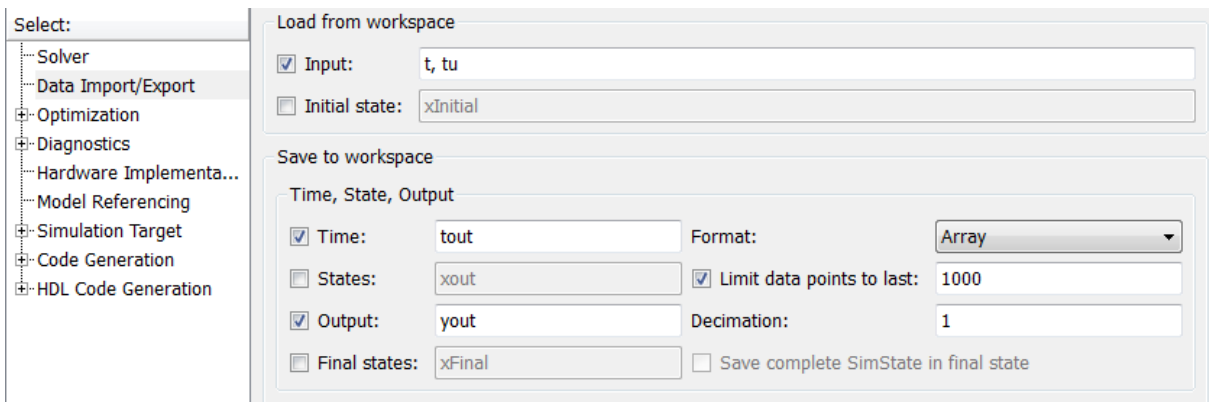 Select:
Solver
Data Import/Export
Optimization
Diagnostics
Hardware Implementa...
Model Referencing
Simulation Target
Code Generation
HDL Code Generation
Load from workspace
Input: t, tu
Initial state: xInitial
Save to workspace
Time, State, Output
Time: tout Format: Array
States: xout Limit data points to last: 1000
Output: yout Decimation: 1
Final states: xFinal Save complete SimState in final state